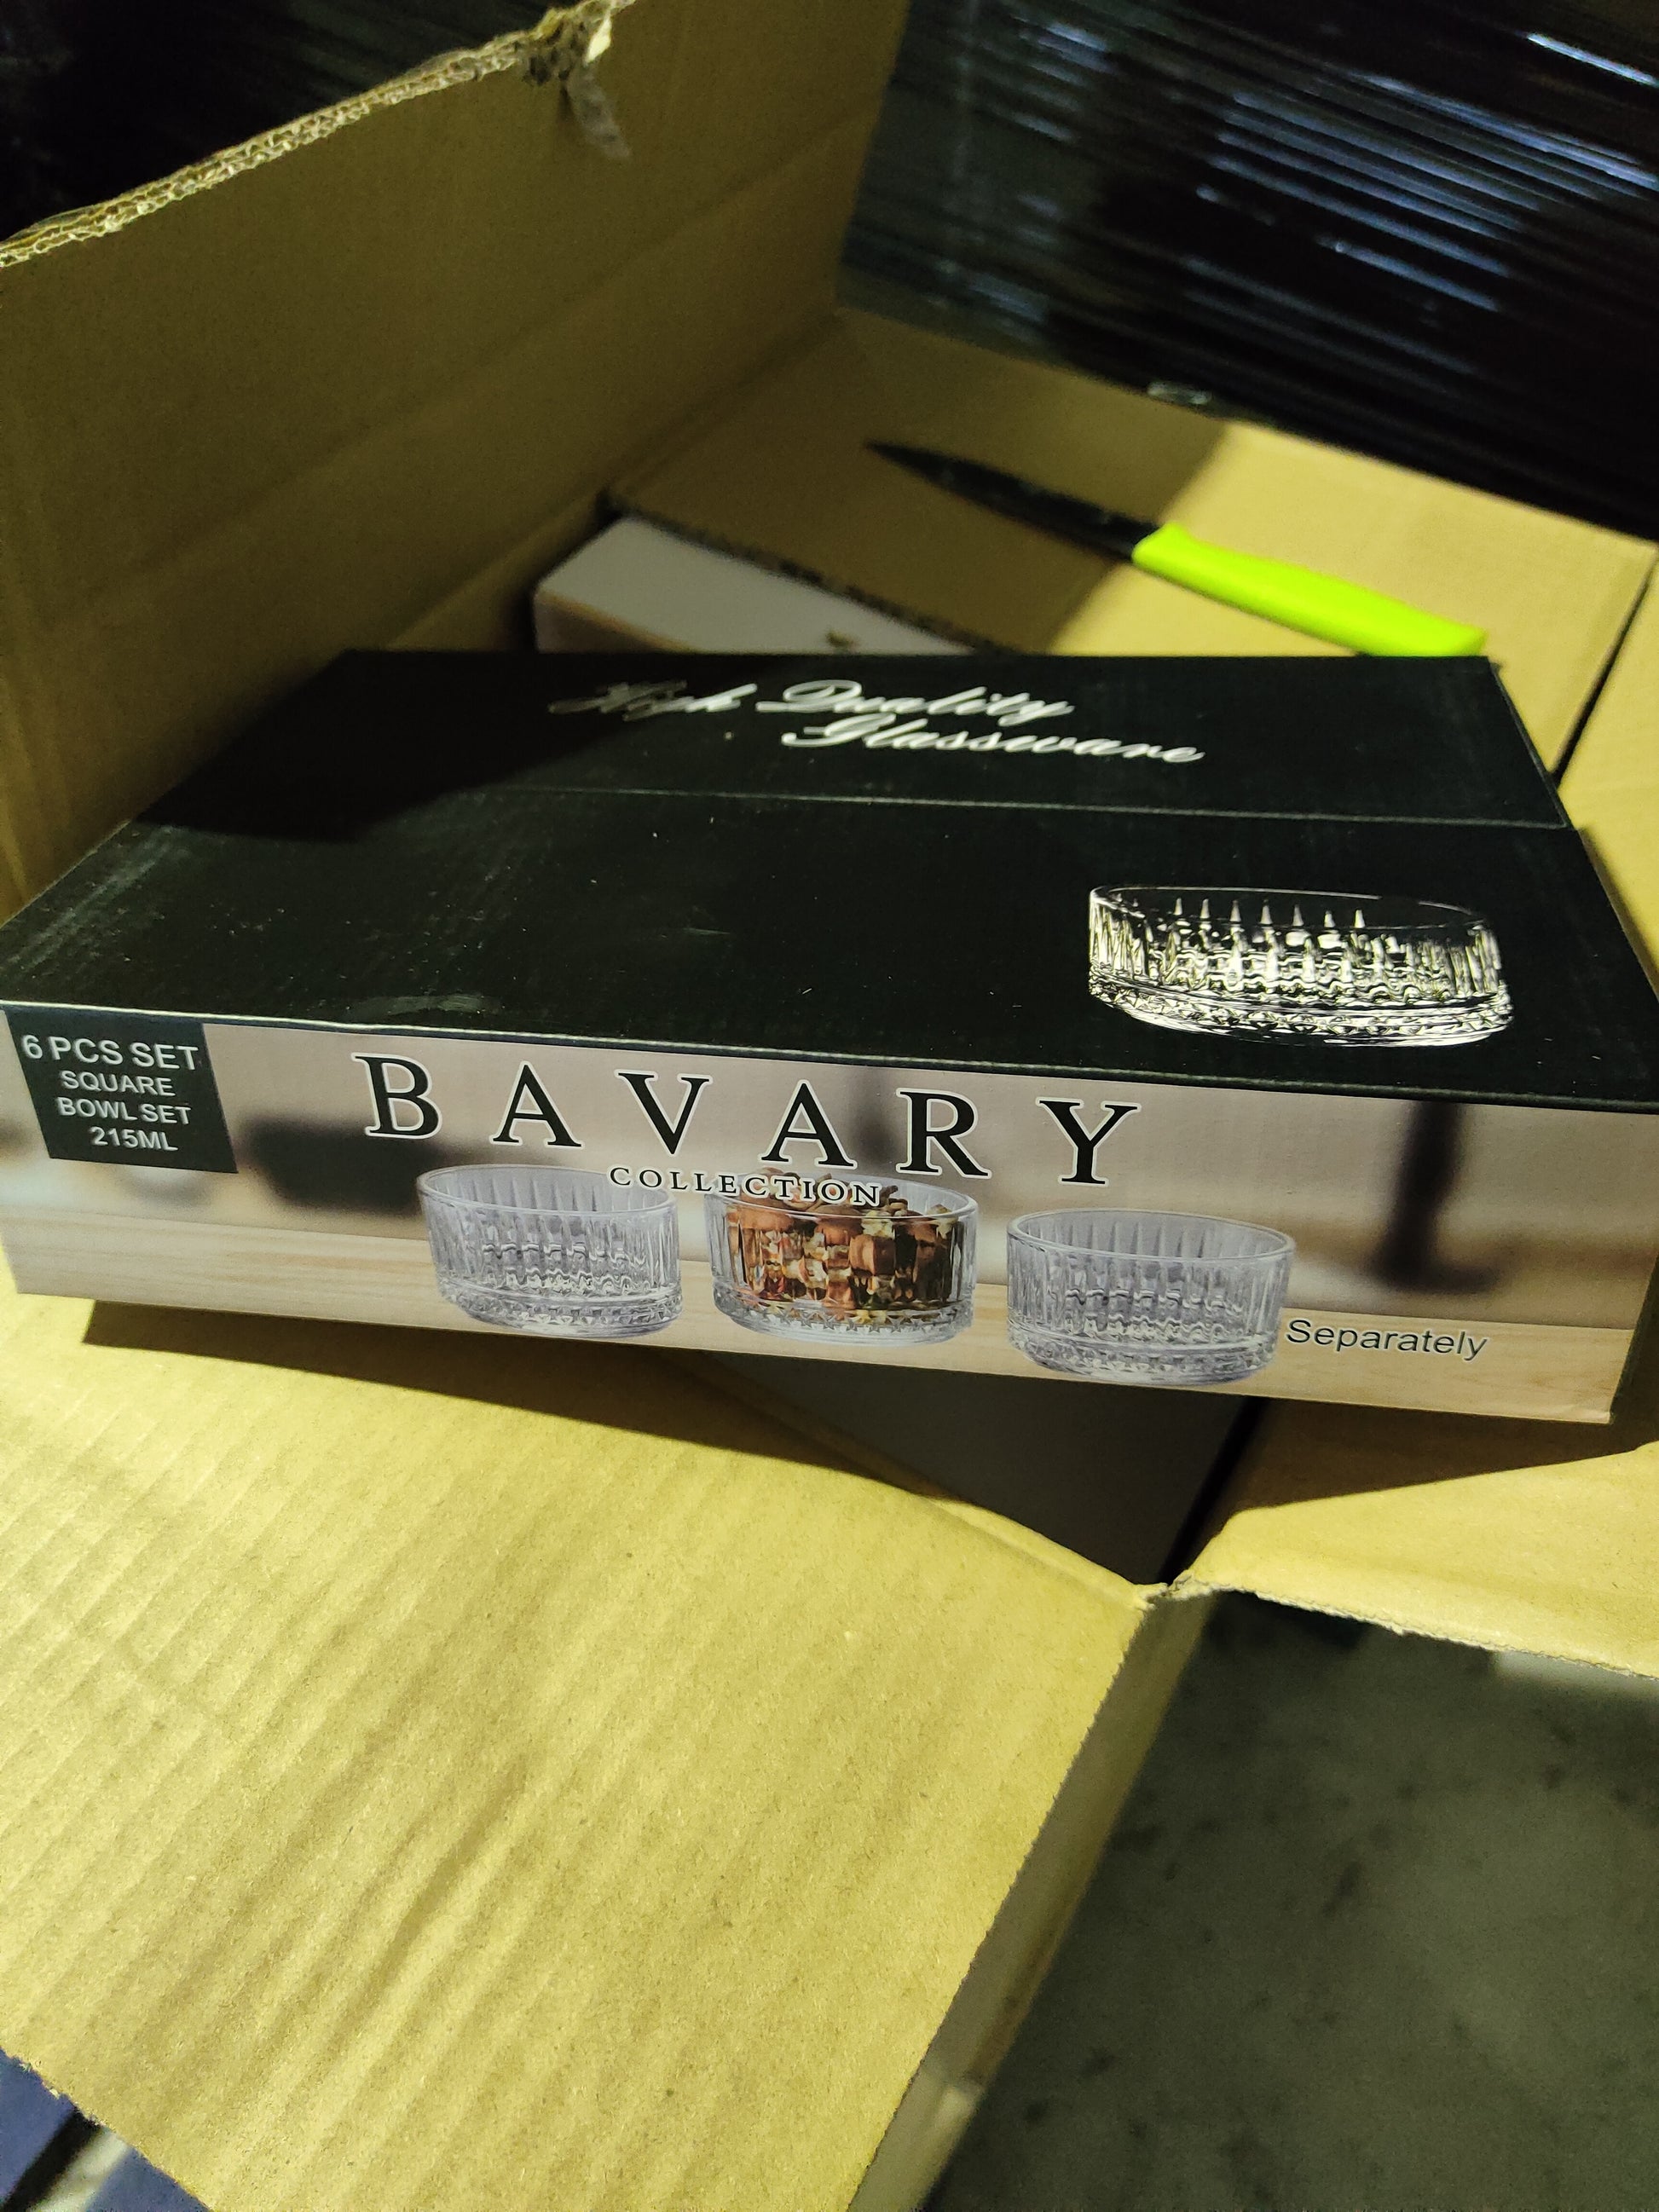 High Quality
Glassware
6 PCS SET
SQUARE
BOWL SET
215ML
BAVARY
COLLECTION
Separately